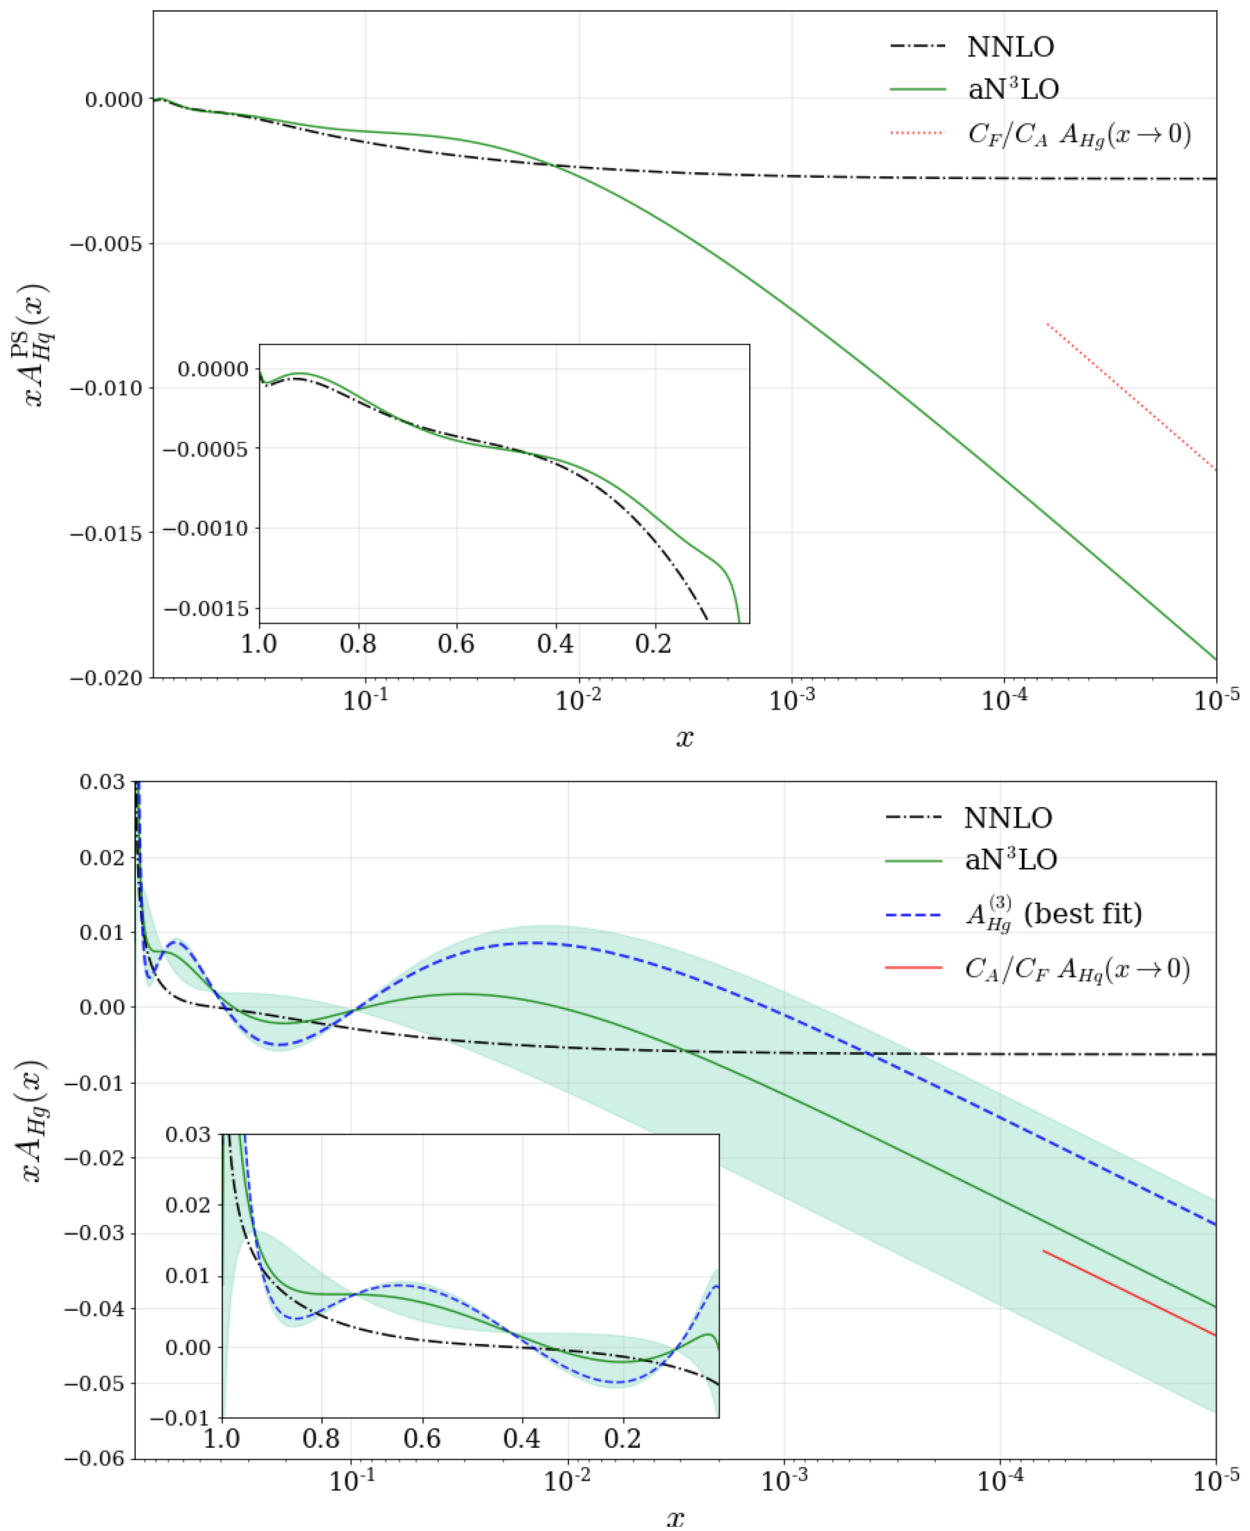 NNLO
aN³LO
C_F/C_A A_{Hg}(x → 0)
0.000
−0.005
−0.010
−0.015
−0.020
xA^{PS}_{Hq}(x)
0.0000
−0.0005
−0.0010
−0.0015
1.0 0.8 0.6 0.4 0.2
10^{-1} 10^{-2} 10^{-3} 10^{-4} 10^{-5}
x
NNLO
aN³LO
A^{(3)}_{Hg} (best fit)
C_A/C_F A_{Hq}(x → 0)
0.03
0.02
0.01
0.00
−0.01
−0.02
−0.03
−0.04
−0.05
−0.06
xA_{Hg}(x)
0.03
0.02
0.01
0.00
−0.01
1.0 0.8 0.6 0.4 0.2
10^{-1} 10^{-2} 10^{-3} 10^{-4} 10^{-5}
x